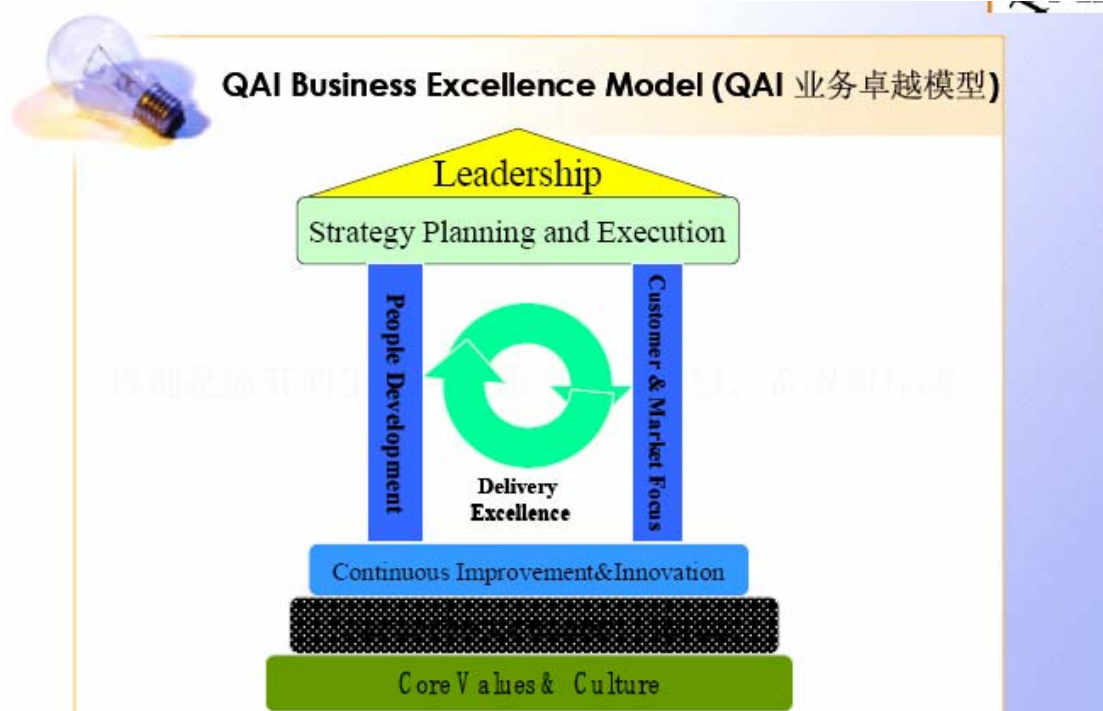 QAI Business Excellence Model (QAI 业务卓越模型)
Leadership
Strategy Planning and Execution
People Development
Customer & Market Focus
Delivery
Excellence
Continuous Improvement&Innovation
Core Values & Culture